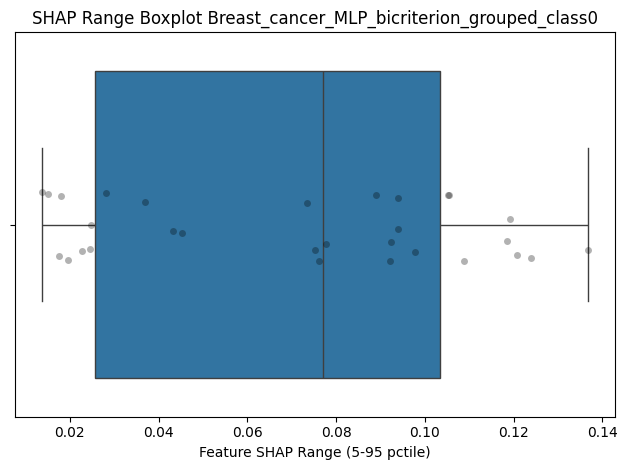 SHAP Range Boxplot Breast_cancer_MLP_bicriterion_grouped_class0
0.02 0.04 0.06 0.08 0.10 0.12 0.14
Feature SHAP Range (5-95 pctile)